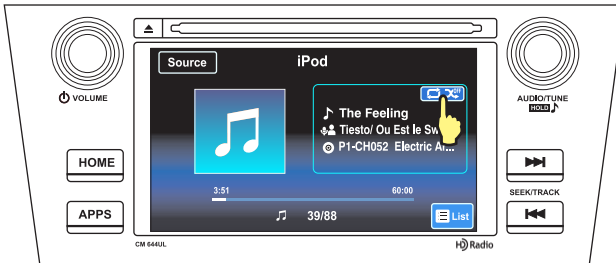 Source
iPod
OFF
VOLUME
AUDIO/TUNE
HOLD
The Feeling
Tiesto/ Ou Est le Sw
P1-CH052 Electric Ar...
HOME
3:51
60:00
SEEK/TRACK
APPS
39/88
List
CM 644UL
HD Radio